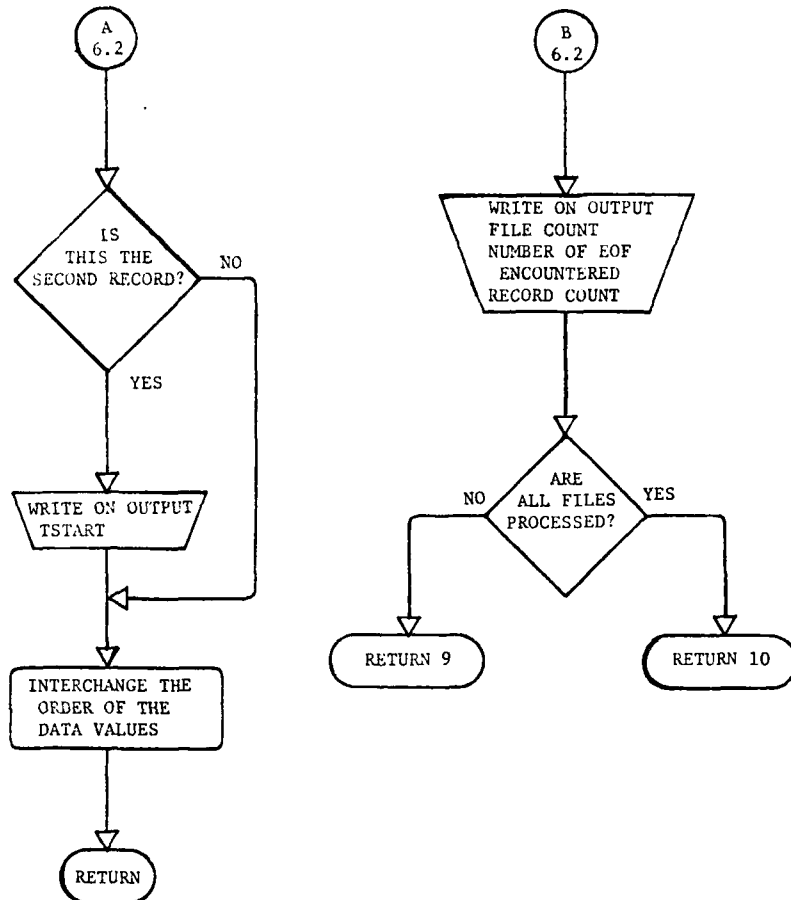 A
6.2
IS
THIS THE
SECOND RECORD?
NO
YES
WRITE ON OUTPUT
TSTART
INTERCHANGE THE
ORDER OF THE
DATA VALUES
RETURN
B
6.2
WRITE ON OUTPUT
FILE COUNT
NUMBER OF EOF
ENCOUNTERED
RECORD COUNT
ARE
ALL FILES
PROCESSED?
NO
YES
RETURN 9
RETURN 10